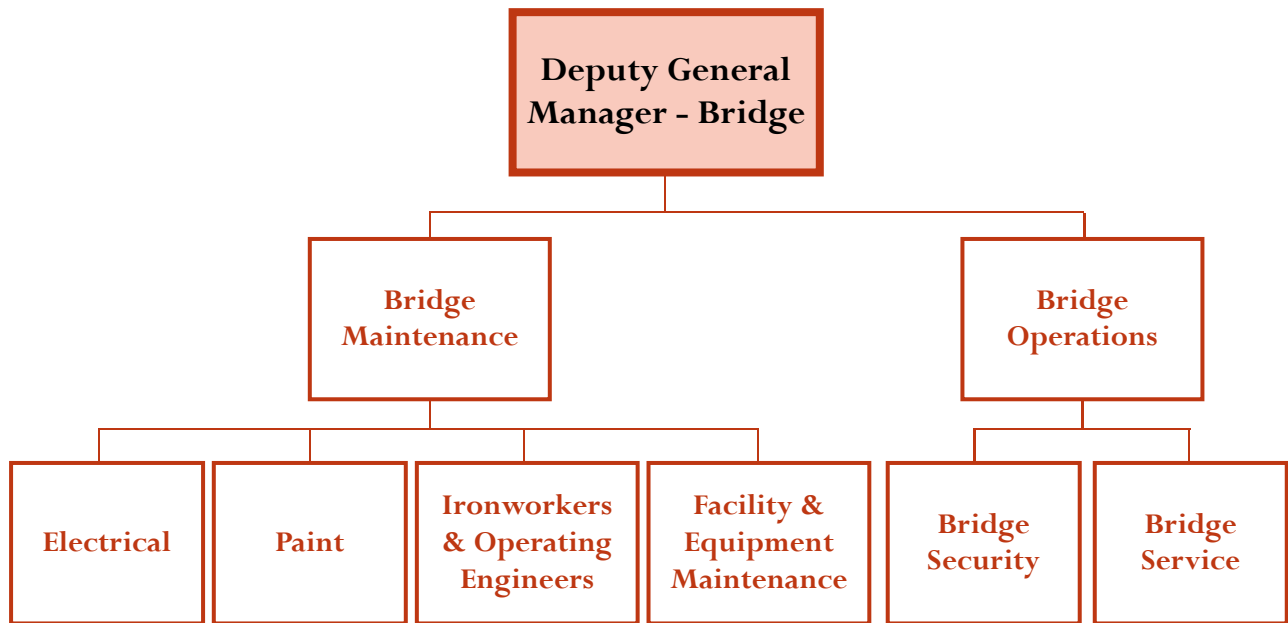 Deputy General
Manager - Bridge
Bridge
Maintenance
Bridge
Operations
Electrical
Paint
Ironworkers
& Operating
Engineers
Facility &
Equipment
Maintenance
Bridge
Security
Bridge
Service